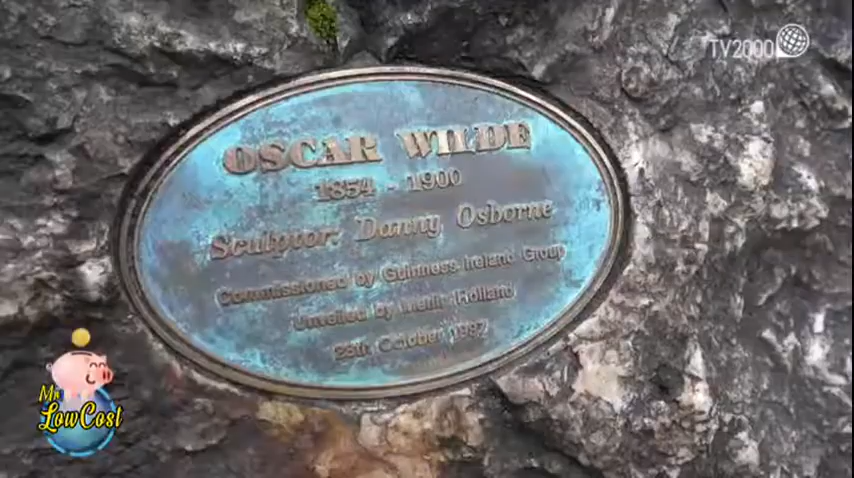 TV2000
OSCAR WILDE
1854 - 1900
Sculptor: Danny Osborne
Commissioned by Guinness Ireland Group
Unveiled by Merlin Holland
28th October 1997
Mr
LowCost